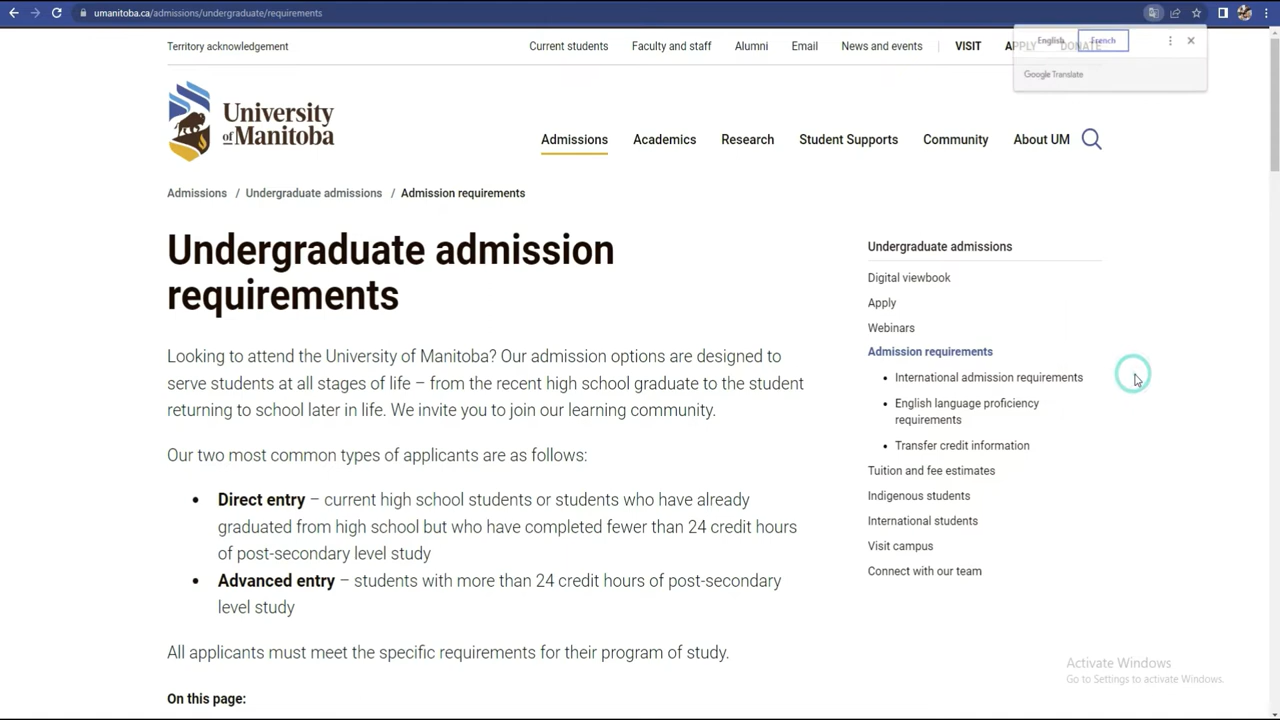 umanitoba.ca/admissions/undergraduate/requirements
Territory acknowledgement
Current students Faculty and staff Alumni Email News and events VISIT APPLY DONATE
English French
Google Translate
University
of Manitoba
Admissions Academics Research Student Supports Community About UM
Admissions / Undergraduate admissions / Admission requirements
Undergraduate admission
requirements
Looking to attend the University of Manitoba? Our admission options are designed to
serve students at all stages of life – from the recent high school graduate to the student
returning to school later in life. We invite you to join our learning community.
Our two most common types of applicants are as follows:
• Direct entry – current high school students or students who have already
graduated from high school but who have completed fewer than 24 credit hours
of post-secondary level study
• Advanced entry – students with more than 24 credit hours of post-secondary
level study
All applicants must meet the specific requirements for their program of study.
On this page:
Undergraduate admissions
Digital viewbook
Apply
Webinars
Admission requirements
• International admission requirements
• English language proficiency
requirements
• Transfer credit information
Tuition and fee estimates
Indigenous students
International students
Visit campus
Connect with our team
Activate Windows
Go to Settings to activate Windows.